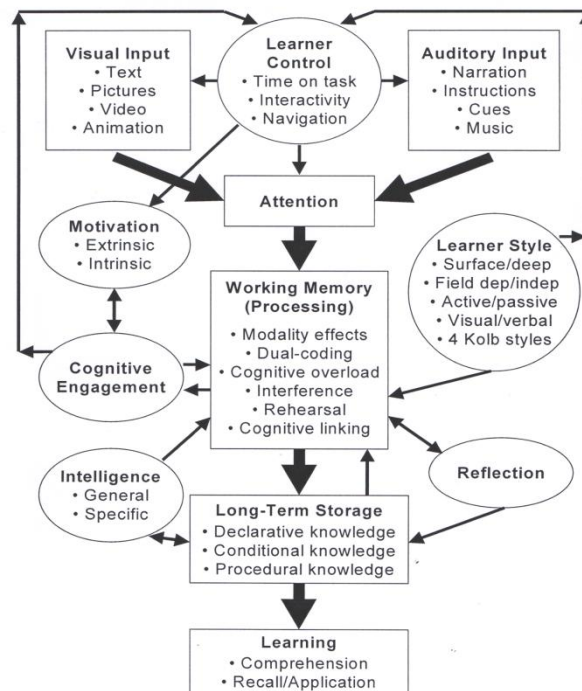 Visual Input
• Text
• Pictures
• Video
• Animation
Learner
Control
• Time on task
• Interactivity
• Navigation
Auditory Input
• Narration
• Instructions
• Cues
• Music
Attention
Motivation
• Extrinsic
• Intrinsic
Learner Style
• Surface/deep
• Field dep/indep
• Active/passive
• Visual/verbal
• 4 Kolb styles
Working Memory
(Processing)
• Modality effects
• Dual-coding
• Cognitive overload
• Interference
• Rehearsal
• Cognitive linking
Cognitive
Engagement
Intelligence
• General
• Specific
Reflection
Long-Term Storage
• Declarative knowledge
• Conditional knowledge
• Procedural knowledge
Learning
• Comprehension
• Recall/Application